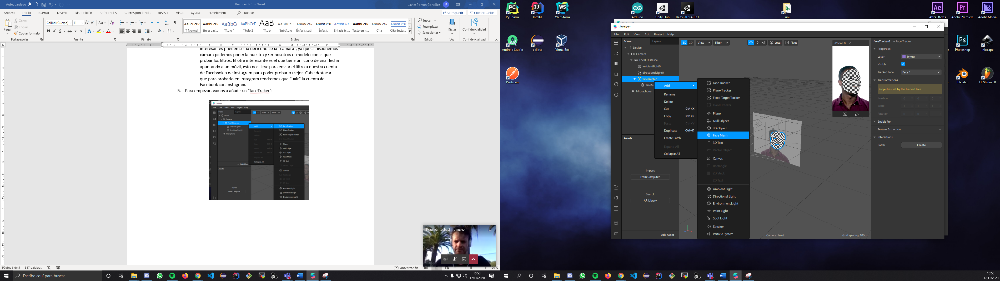 Autoguardado
Documento1 - Word
Javier Pontón González
JP
Archivo Inicio Insertar Diseño Disposición Referencias Correspondencia Revisar Vista Ayuda PDFelement Buscar
Compartir Comentarios
Pegar
Cortar
Copiar
Copiar formato
Portapapeles
Calibri (Cuerpo) 11
N K S
Fuente
Párrafo
¶ Normal
Sin espaci...
Título 1
Título 2
Título
Subtítulo
Énfasis sutil
Énfasis
Énfasis int...
Texto en n...
Cita
Cita desta...
Estilos
Buscar
Reemplazar
Seleccionar
Edición
Dictar
Voz
Confidencialidad
Confidencialidad
interesantes pueden ser la del icono de la "cámara", ya que si disponemos
cámara podemos poner la nuestra y ser nosotros el modelo con el que
probar los filtros. El otro interesante es el que tiene un icono de una flecha
apuntando a un móvil, esto nos sirve para enviar el filtro a nuestra cuenta
de Facebook o de Instagram para poder probarlo mejor. Cabe destacar
que para probarlo en Instagram tendremos que “unir” la cuenta de
Facebook con Instagram.
5. Para empezar, vamos a añadir un “faceTraker”:
Untitled
File Edit View Add Project Help
Scene Layers
Device
Camera
Focal Distance
ambientLight0
directionalLight0
Microphone
Add
Collapse All
Face Tracker
Plane Tracker
Fixed Target Tracker
Plane
Null Object
3D Object
Face Mesh
3D Text
Canvas
Ambient Light
Directional Light
Environment Light
+ Add Object
Assets
Import:
From Computer
Reunión actual 01:18:40
Página 5 de 5 317 palabras
Concentración
120 %
Escribe aquí para buscar
16:50
17/11/2020
PyCharm
IntelliJ
WebStorm
Arduino
Unity Hub
Unity 2019.4.10f1
uni
After Effects
Adobe Premiere
Adobe Media
Android Studio
eclipse
VirtualBox
Photoshop
Inkscape
Postman
blender
FL Studio 20
Untitled*
File Edit View Add Project Help
Scene Layers
Device
Camera
Focal Distance
ambientLight0
directionalLight0
faceTracker0
faceMe
Microphone
3D 2D View Filter
Local Pivot
Add
Rename
Delete
Cut Ctrl+X
Copy Ctrl+C
Paste Ctrl+V
Duplicate Ctrl+D
Create Patch
Expand All
Collapse All
Face Tracker
Plane Tracker
Fixed Target Tracker
Hand Tracker
Plane
Null Object
3D Object
Face Mesh
3D Text
Vector Object
Canvas
Rectangle
2D Stack
2D Text
Ambient Light
Directional Light
Environment Light
Point Light
Spot Light
Speaker
Particle System
Assets
Import:
From Computer
Search:
AR Library
+ Add Asset
Camera: Front
Grid spacing: 100cm
iPhone 8
faceTracker0 – Face Tracker
Properties
Layer layer0
Visible
Tracked Face Face 1
Transformations
Properties set by the tracked face.
Position 0 0 0
Scale 1 1 1
Rotation 0 0 0
Enable For
Texture Extraction +
Interactions
Patch Create
16:50
17/11/2020